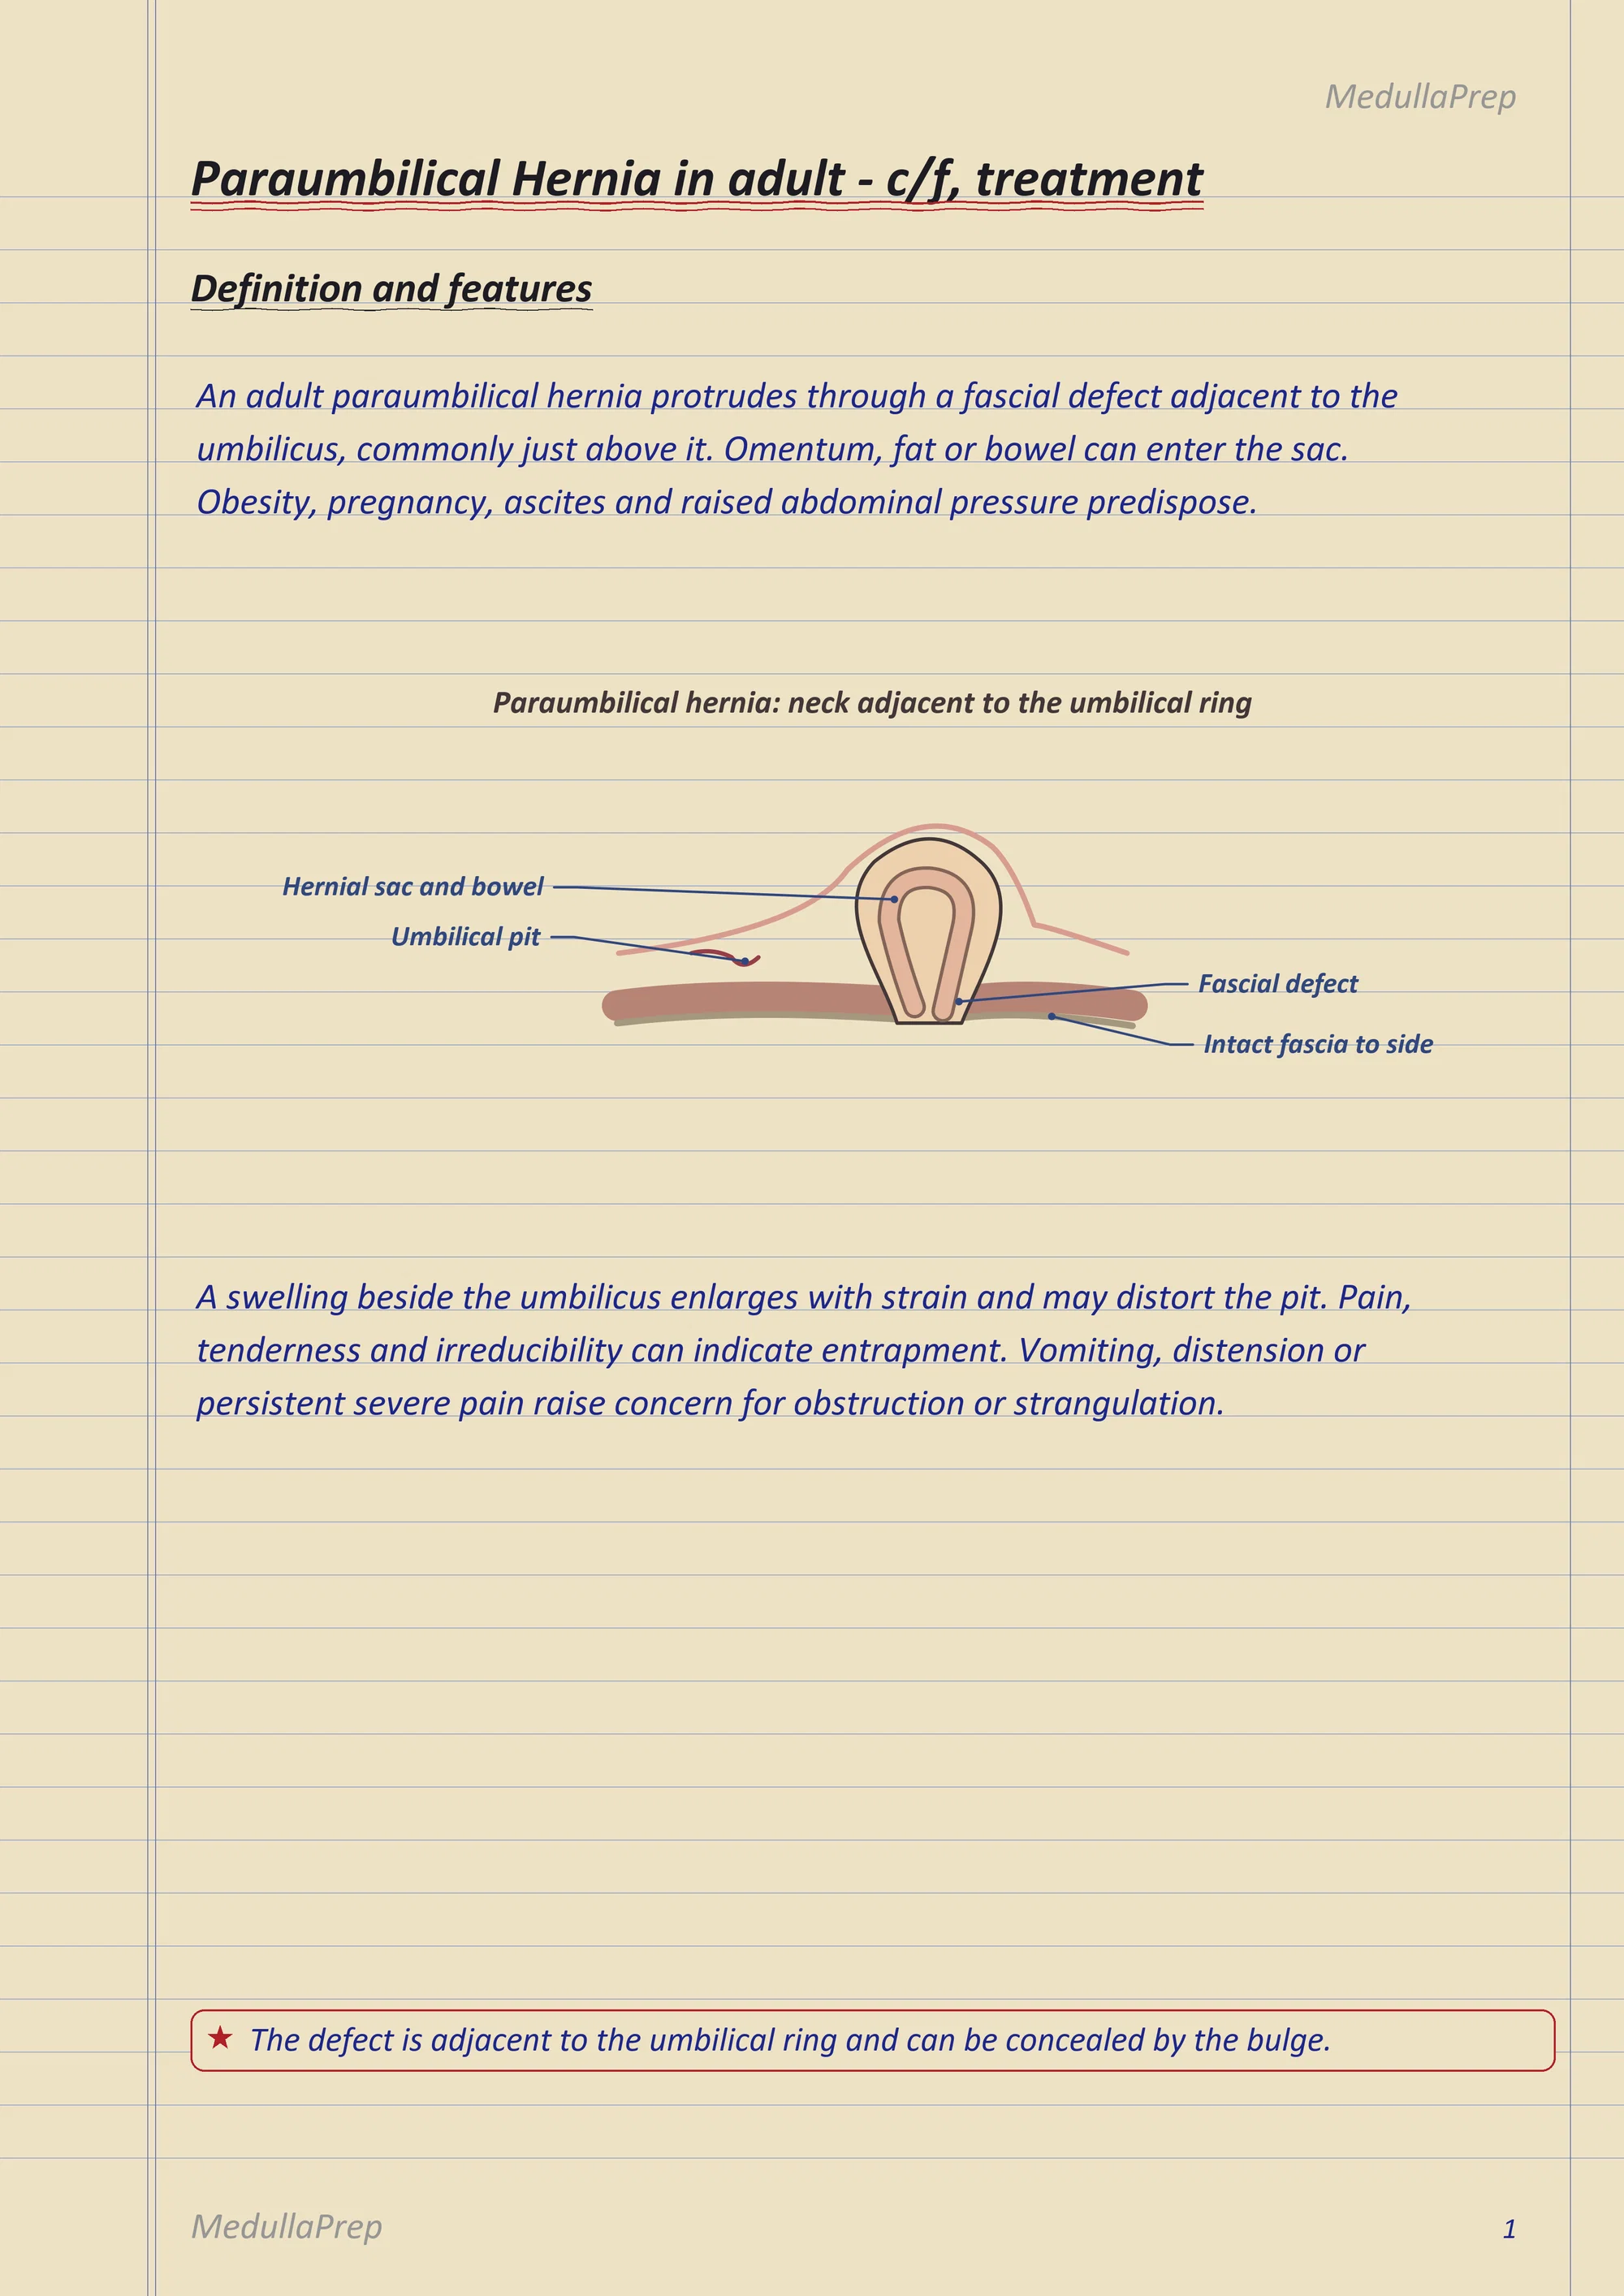 MedullaPrep
Paraumbilical Hernia in adult - c/f, treatment
Definition and features
An adult paraumbilical hernia protrudes through a fascial defect adjacent to the
umbilicus, commonly just above it. Omentum, fat or bowel can enter the sac.
Obesity, pregnancy, ascites and raised abdominal pressure predispose.
Paraumbilical hernia: neck adjacent to the umbilical ring
Hernial sac and bowel
Umbilical pit
Fascial defect
Intact fascia to side
A swelling beside the umbilicus enlarges with strain and may distort the pit. Pain,
tenderness and irreducibility can indicate entrapment. Vomiting, distension or
persistent severe pain raise concern for obstruction or strangulation.
★ The defect is adjacent to the umbilical ring and can be concealed by the bulge.
MedullaPrep
1